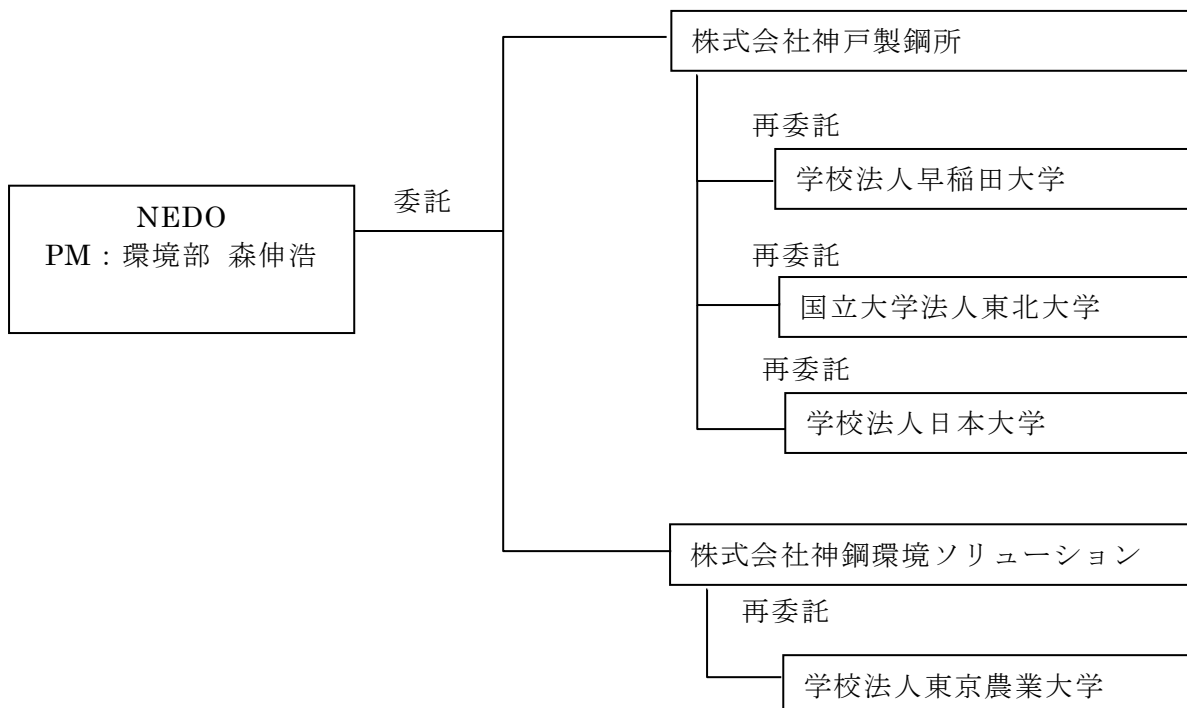 株式会社神戸製鋼所
再委託
学校法人早稲田大学
NEDO
PM：環境部 森伸浩
委託
再委託
国立大学法人東北大学
再委託
学校法人日本大学
株式会社神鋼環境ソリューション
再委託
学校法人東京農業大学